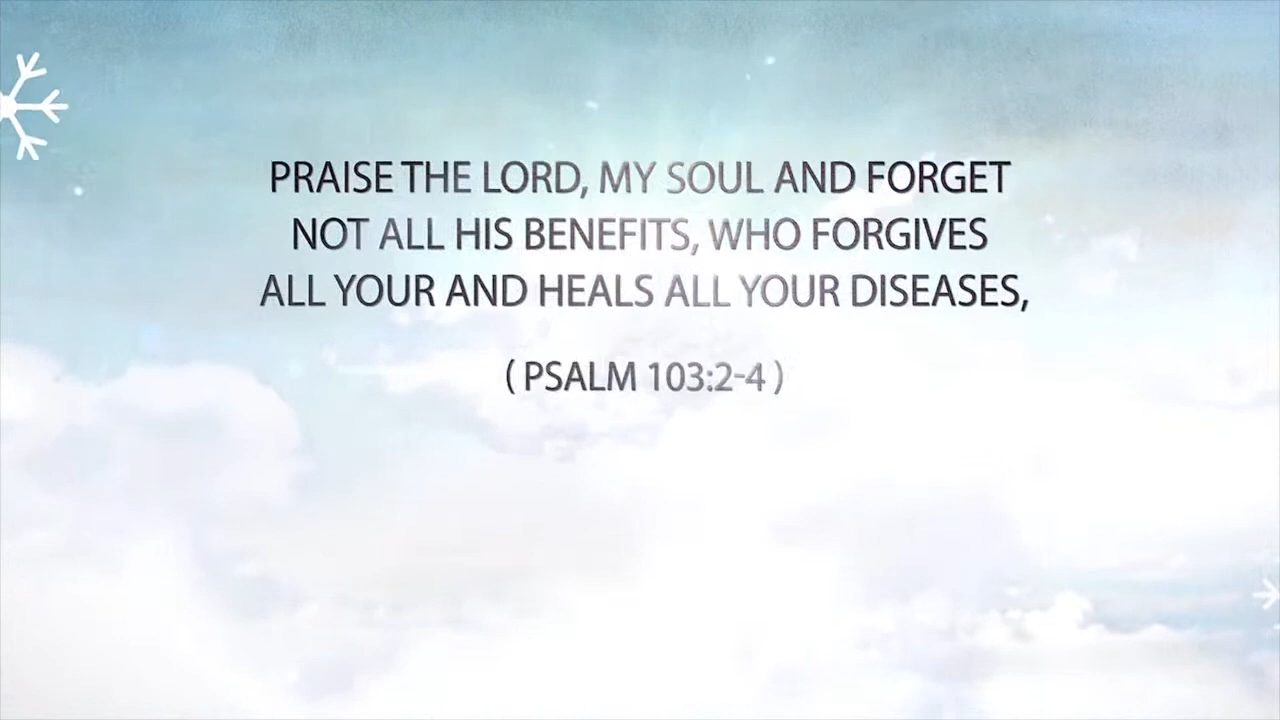 PRAISE THE LORD, MY SOUL AND FORGET
NOT ALL HIS BENEFITS, WHO FORGIVES
ALL YOUR AND HEALS ALL YOUR DISEASES,
( PSALM 103:2-4 )